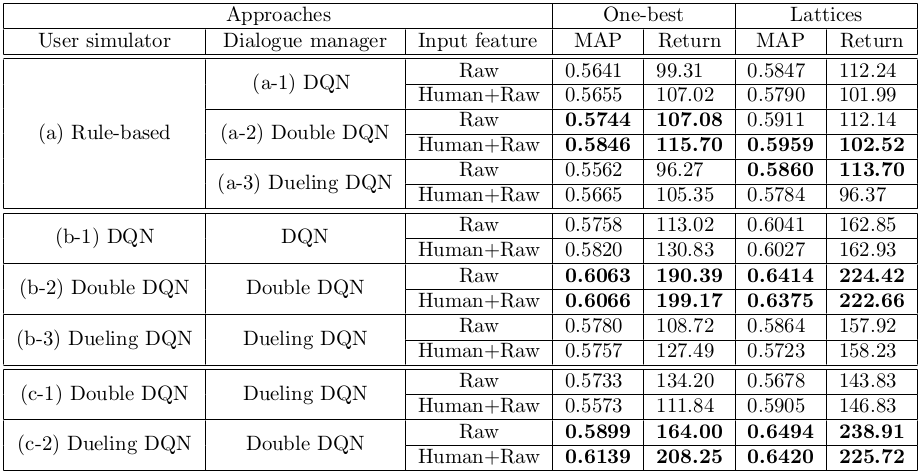 Approaches One-best Lattices
User simulator Dialogue manager Input feature MAP Return MAP Return
(a) Rule-based (a-1) DQN Raw 0.5641 99.31 0.5847 112.24
Human+Raw 0.5655 107.02 0.5790 101.99
(a-2) Double DQN Raw 0.5744 107.08 0.5911 112.14
Human+Raw 0.5846 115.70 0.5959 102.52
(a-3) Dueling DQN Raw 0.5562 96.27 0.5860 113.70
Human+Raw 0.5665 105.35 0.5784 96.37
(b-1) DQN DQN Raw 0.5758 113.02 0.6041 162.85
Human+Raw 0.5820 130.83 0.6027 162.93
(b-2) Double DQN Double DQN Raw 0.6063 190.39 0.6414 224.42
Human+Raw 0.6066 199.17 0.6375 222.66
(b-3) Dueling DQN Dueling DQN Raw 0.5780 108.72 0.5864 157.92
Human+Raw 0.5757 127.49 0.5723 158.23
(c-1) Double DQN Dueling DQN Raw 0.5733 134.20 0.5678 143.83
Human+Raw 0.5573 111.84 0.5905 146.83
(c-2) Dueling DQN Double DQN Raw 0.5899 164.00 0.6494 238.91
Human+Raw 0.6139 208.25 0.6420 225.72